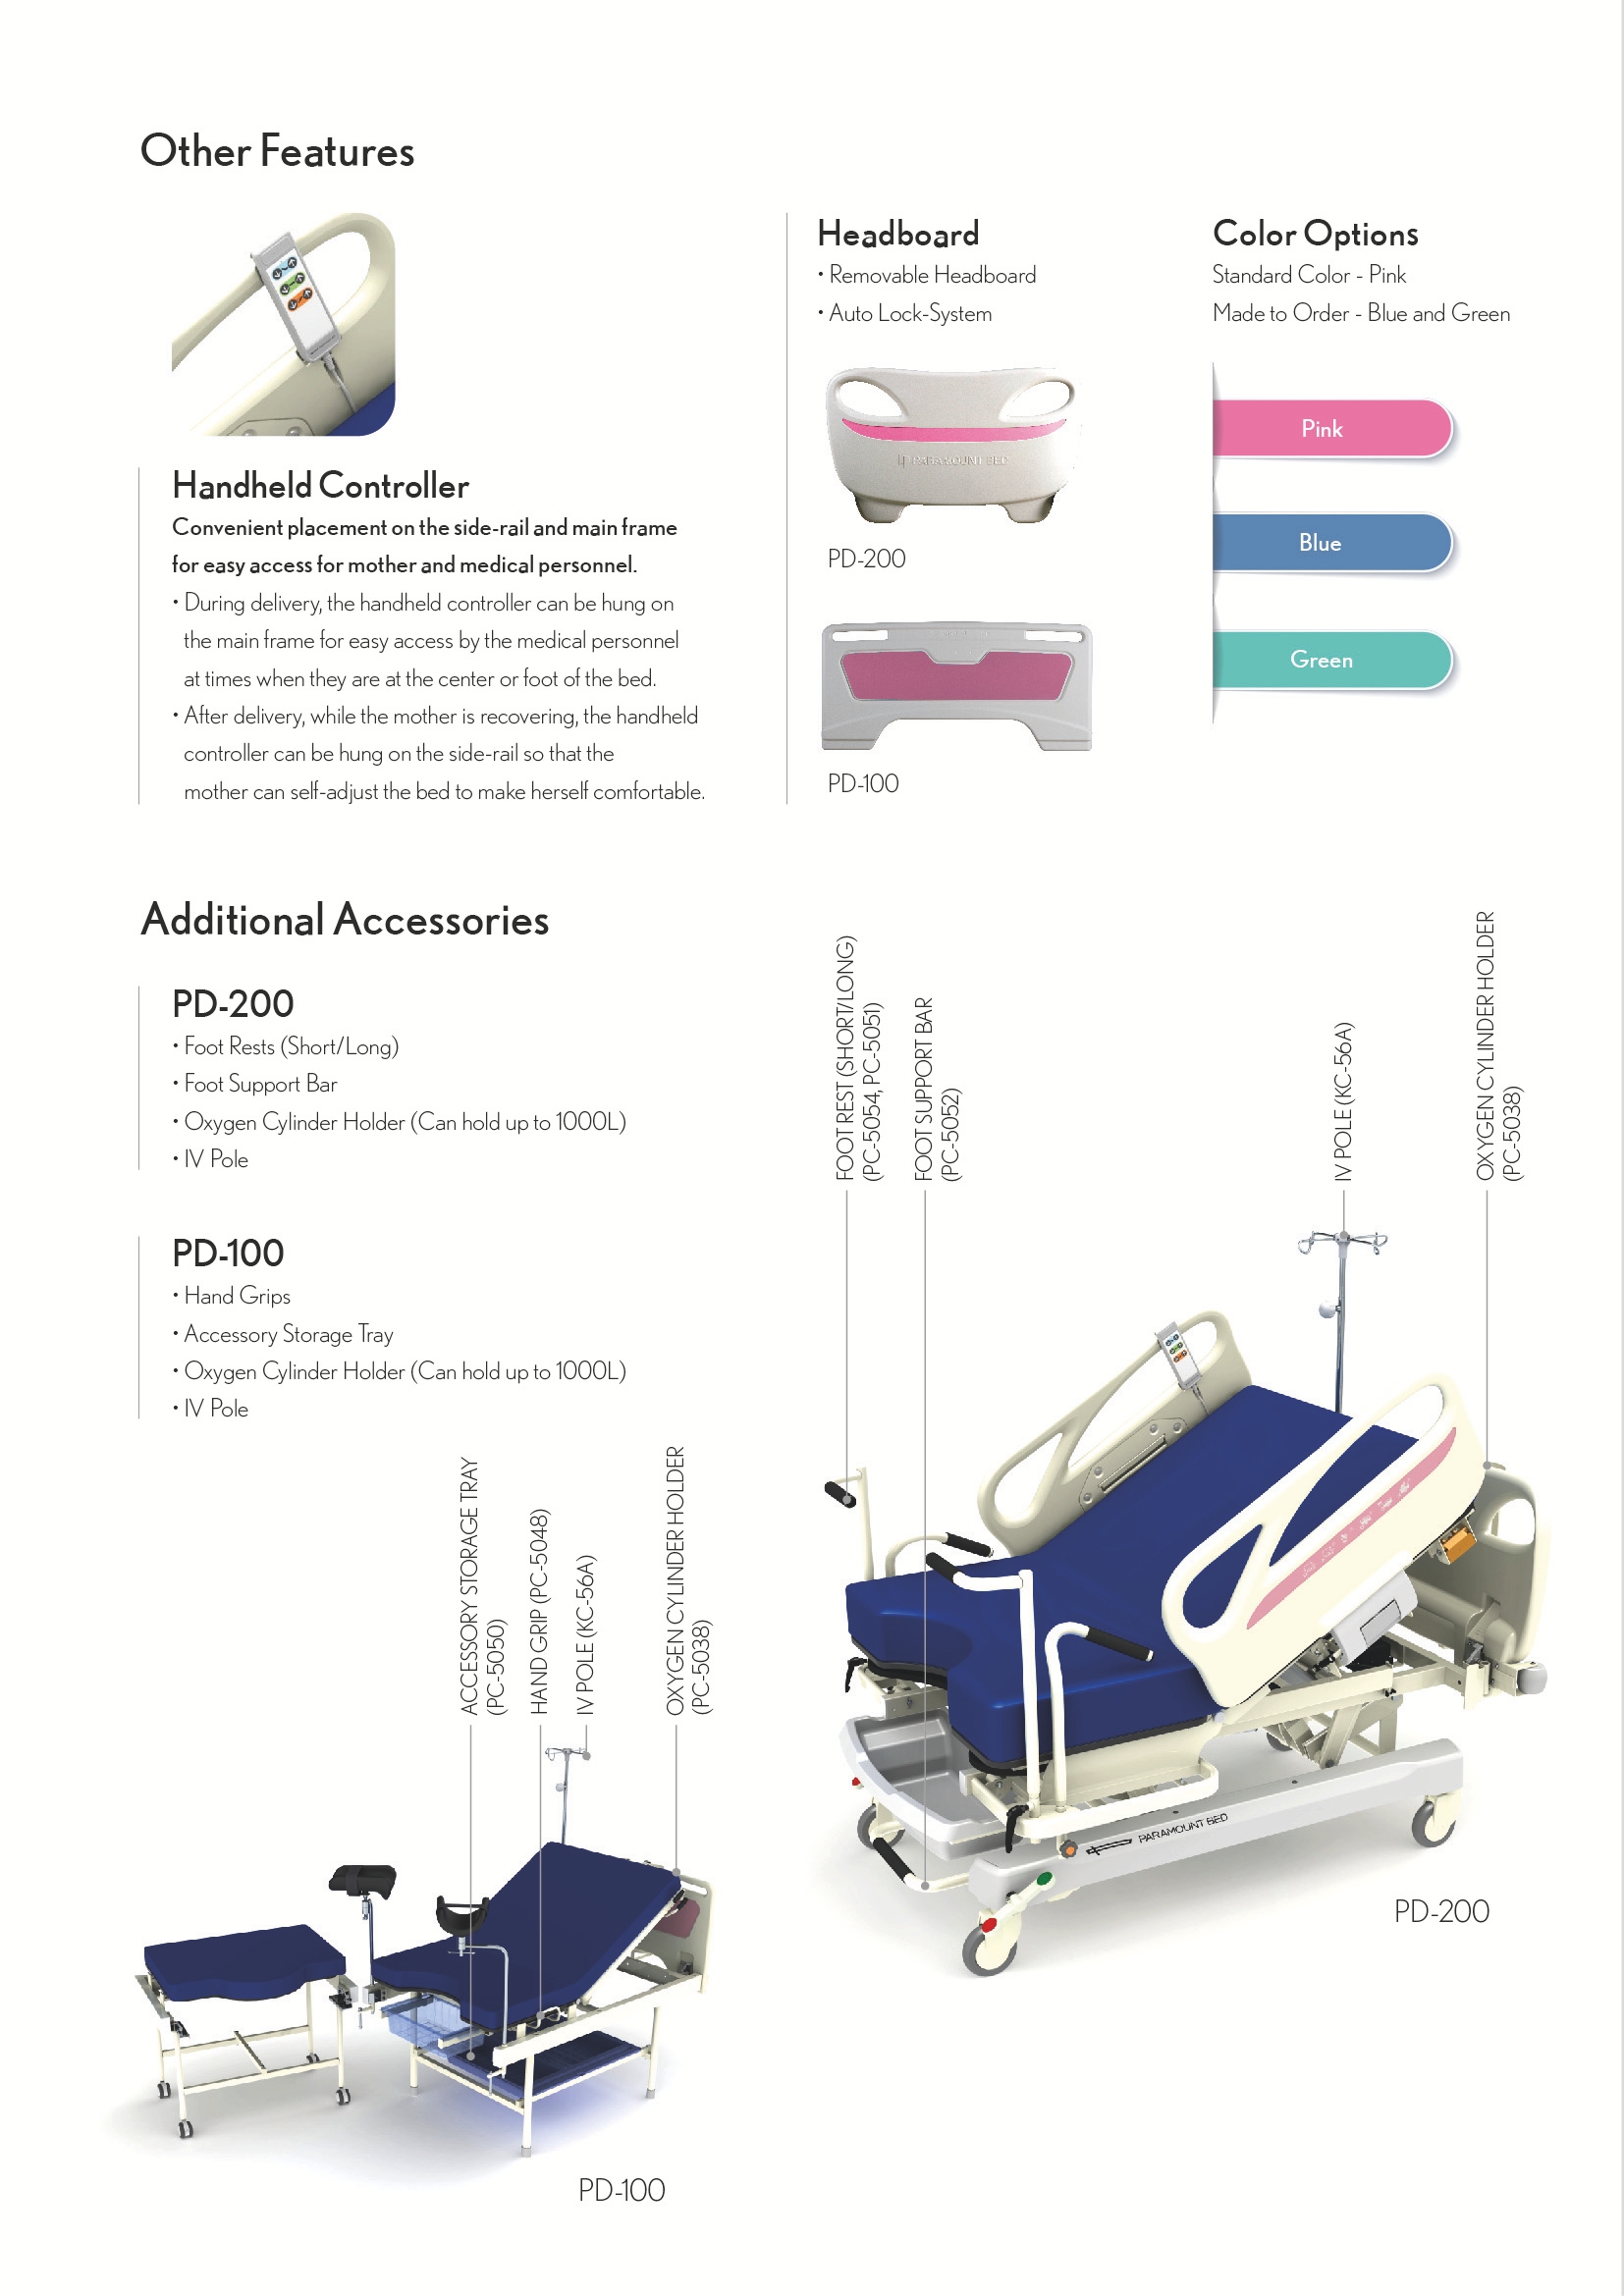 Other Features
Handheld Controller
Convenient placement on the side-rail and main frame
for easy access for mother and medical personnel.
• During delivery, the handheld controller can be hung on
the main frame for easy access by the medical personnel
at times when they are at the center or foot of the bed.
• After delivery, while the mother is recovering, the handheld
controller can be hung on the side-rail so that the
mother can self-adjust the bed to make herself comfortable.
Headboard
• Removable Headboard
• Auto Lock-System
PARAMOUNT BED
PD-200
PD-100
Color Options
Standard Color - Pink
Made to Order - Blue and Green
Pink
Blue
Green
Additional Accessories
PD-200
• Foot Rests (Short/Long)
• Foot Support Bar
• Oxygen Cylinder Holder (Can hold up to 1000L)
• IV Pole
PD-100
• Hand Grips
• Accessory Storage Tray
• Oxygen Cylinder Holder (Can hold up to 1000L)
• IV Pole
ACCESSORY STORAGE TRAY
(PC-5050)
HAND GRIP (PC-5048)
IV POLE (KC-56A)
OXYGEN CYLINDER HOLDER
(PC-5038)
PD-100
FOOT REST (SHORT/LONG)
(PC-5054, PC-5051)
FOOT SUPPORT BAR
(PC-5052)
IV POLE (KC-56A)
OXYGEN CYLINDER HOLDER
(PC-5038)
PARAMOUNT BED
PD-200